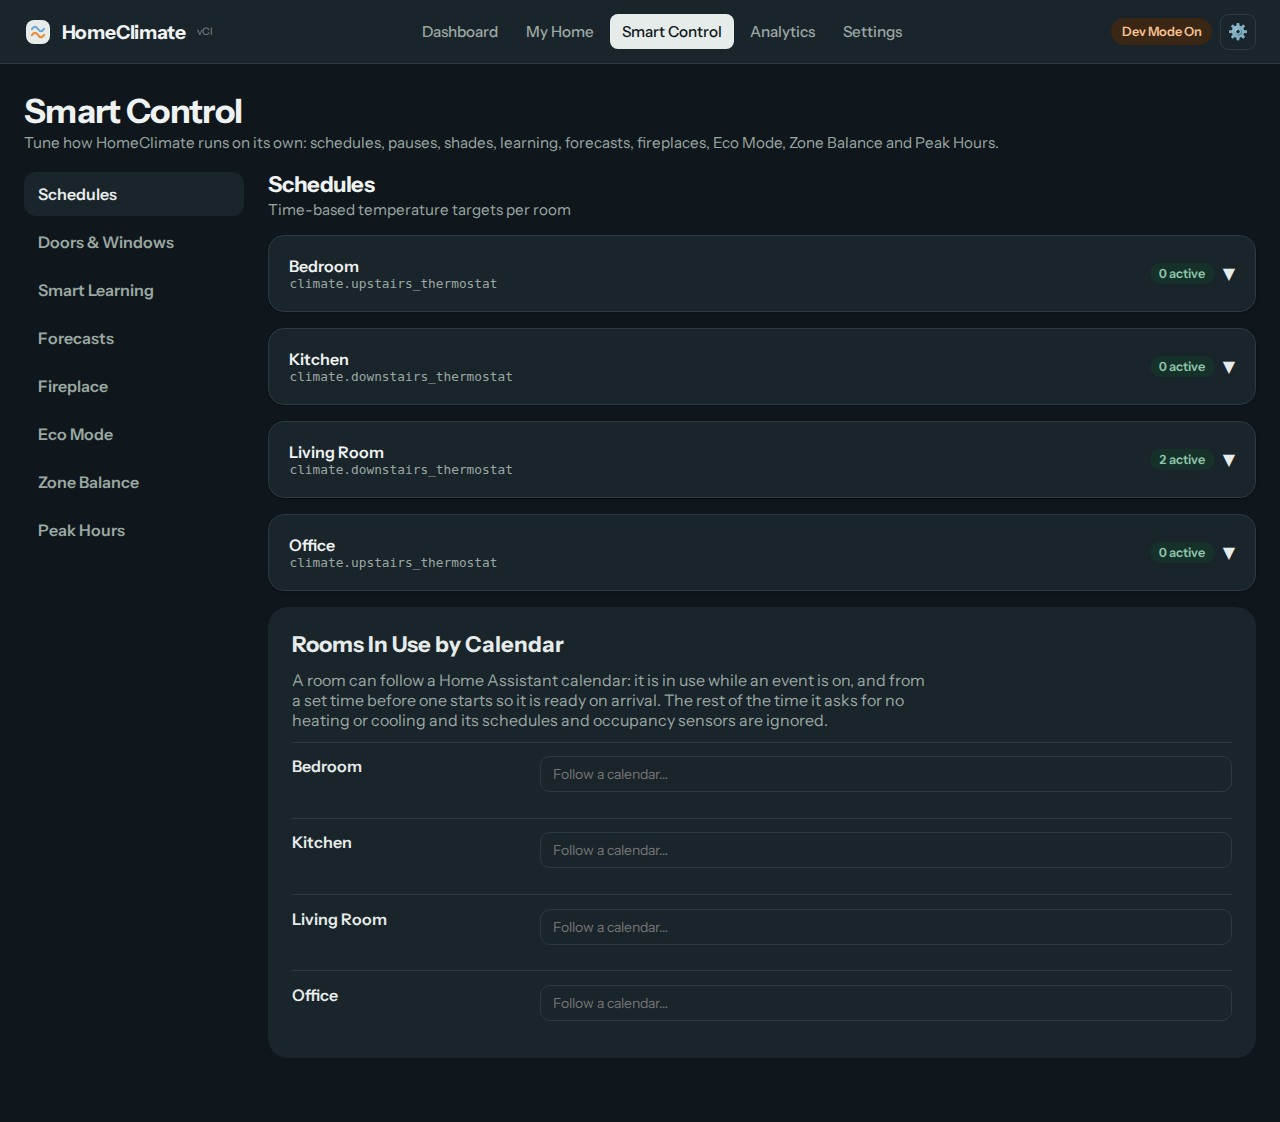 HomeClimate vCI
Dashboard
My Home
Smart Control
Analytics
Settings
Dev Mode On
Smart Control
Tune how HomeClimate runs on its own: schedules, pauses, shades, learning, forecasts, fireplaces, Eco Mode, Zone Balance and Peak Hours.
Schedules
Doors & Windows
Smart Learning
Forecasts
Fireplace
Eco Mode
Zone Balance
Peak Hours
Schedules
Time-based temperature targets per room
Bedroom
climate.upstairs_thermostat
0 active
Kitchen
climate.downstairs_thermostat
0 active
Living Room
climate.downstairs_thermostat
2 active
Office
climate.upstairs_thermostat
0 active
Rooms In Use by Calendar
A room can follow a Home Assistant calendar: it is in use while an event is on, and from
a set time before one starts so it is ready on arrival. The rest of the time it asks for no
heating or cooling and its schedules and occupancy sensors are ignored.
Bedroom
Follow a calendar...
Kitchen
Follow a calendar...
Living Room
Follow a calendar...
Office
Follow a calendar...